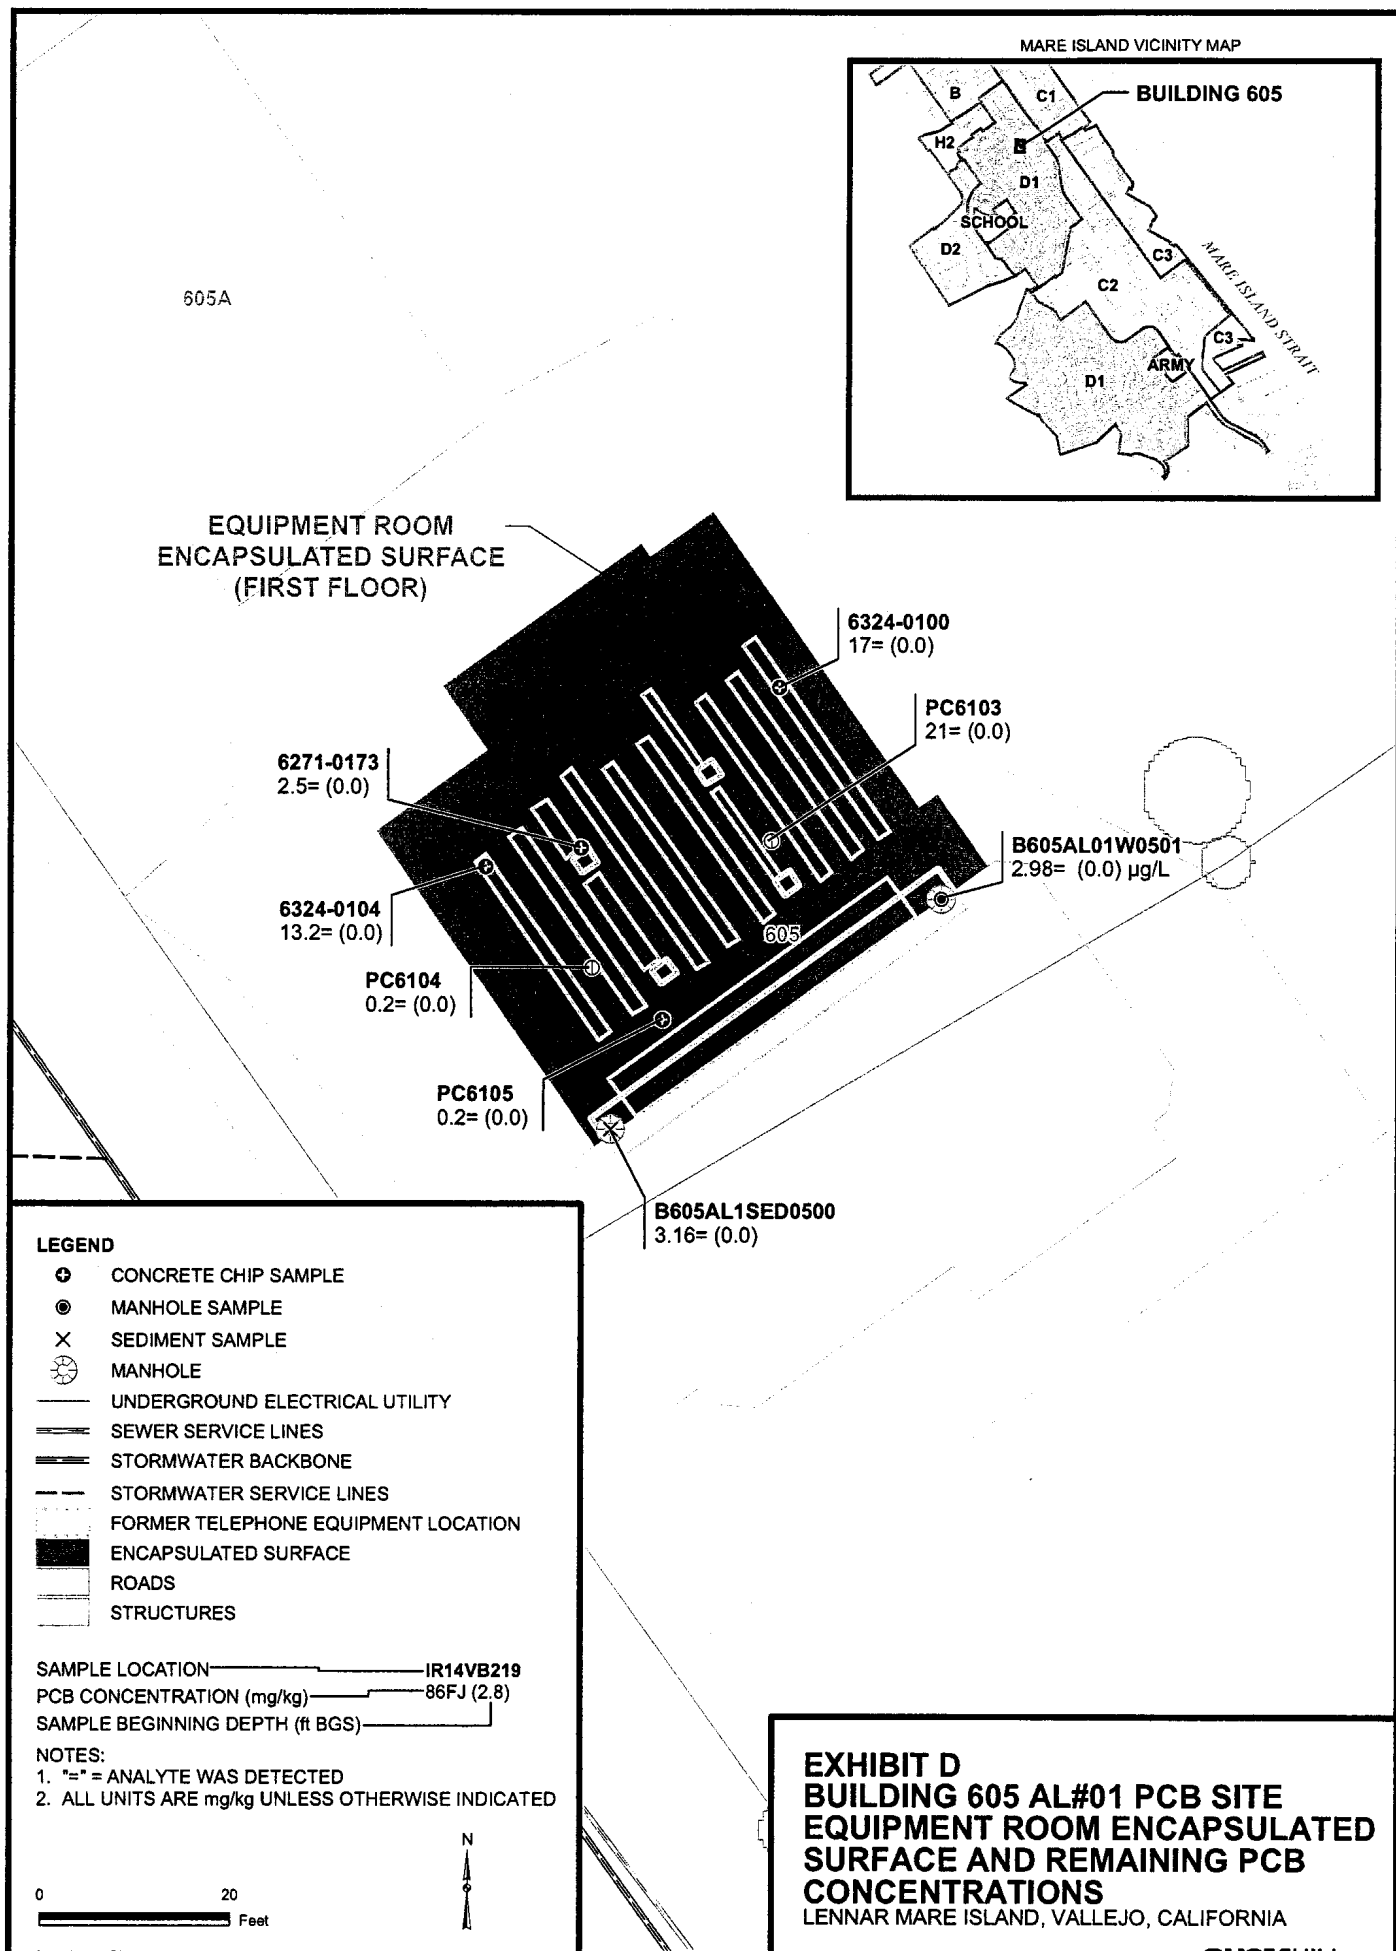 MARE ISLAND VICINITY MAP
B
C1
BUILDING 605
H2
D1
SCHOOL
D2
C3
C2
MARE ISLAND STRAIT
C3
ARMY
D1
605A
EQUIPMENT ROOM
ENCAPSULATED SURFACE
(FIRST FLOOR)
6324-0100
17= (0.0)
PC6103
21= (0.0)
6271-0173
2.5= (0.0)
B605AL01W0501
2.98= (0.0) µg/L
6324-0104
13.2= (0.0)
605
PC6104
0.2= (0.0)
PC6105
0.2= (0.0)
B605AL1SED0500
3.16= (0.0)
LEGEND
CONCRETE CHIP SAMPLE
MANHOLE SAMPLE
SEDIMENT SAMPLE
MANHOLE
UNDERGROUND ELECTRICAL UTILITY
SEWER SERVICE LINES
STORMWATER BACKBONE
STORMWATER SERVICE LINES
FORMER TELEPHONE EQUIPMENT LOCATION
ENCAPSULATED SURFACE
ROADS
STRUCTURES
SAMPLE LOCATION IR14VB219
PCB CONCENTRATION (mg/kg) 86FJ (2.8)
SAMPLE BEGINNING DEPTH (ft BGS)
NOTES:
1. "=" = ANALYTE WAS DETECTED
2. ALL UNITS ARE mg/kg UNLESS OTHERWISE INDICATED
N
0 20
Feet
EXHIBIT D
BUILDING 605 AL#01 PCB SITE
EQUIPMENT ROOM ENCAPSULATED
SURFACE AND REMAINING PCB
CONCENTRATIONS
LENNAR MARE ISLAND, VALLEJO, CALIFORNIA